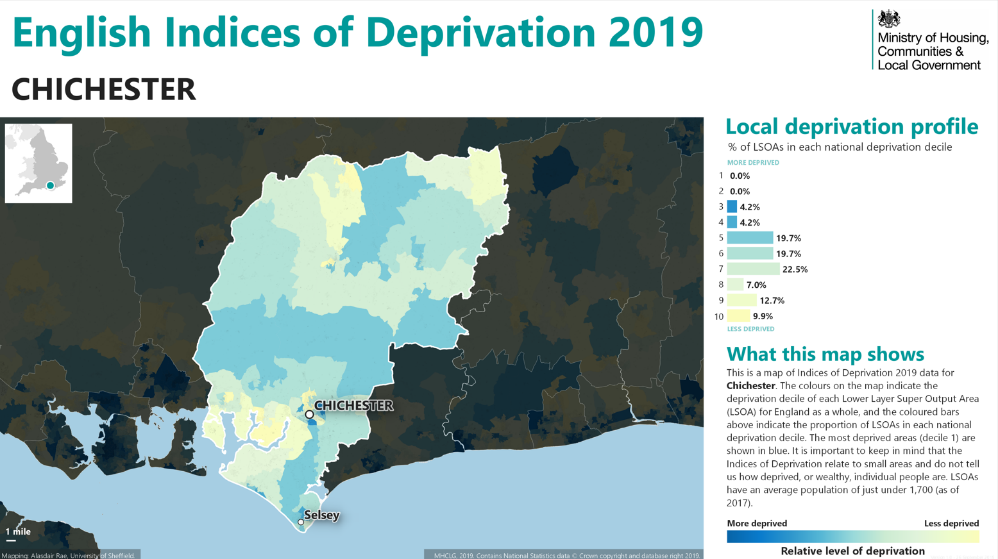 English Indices of Deprivation 2019
CHICHESTER
Ministry of Housing,
Communities &
Local Government
CHICHESTER
Selsey
1 mile
Mapping: Alasdair Rae, University of Sheffield.
MHCLG, 2019. Contains National Statistics data © Crown copyright and database right 2019.
Local deprivation profile
% of LSOAs in each national deprivation decile
MORE DEPRIVED
1 0.0%
2 0.0%
3 4.2%
4 4.2%
5 19.7%
6 19.7%
7 22.5%
8 7.0%
9 12.7%
10 9.9%
LESS DEPRIVED
What this map shows
This is a map of Indices of Deprivation 2019 data for
Chichester. The colours on the map indicate the
deprivation decile of each Lower Layer Super Output Area
(LSOA) for England as a whole, and the coloured bars
above indicate the proportion of LSOAs in each national
deprivation decile. The most deprived areas (decile 1) are
shown in blue. It is important to keep in mind that the
Indices of Deprivation relate to small areas and do not tell
us how deprived, or wealthy, individual people are. LSOAs
have an average population of just under 1,700 (as of
2017).
More deprived Less deprived
Relative level of deprivation